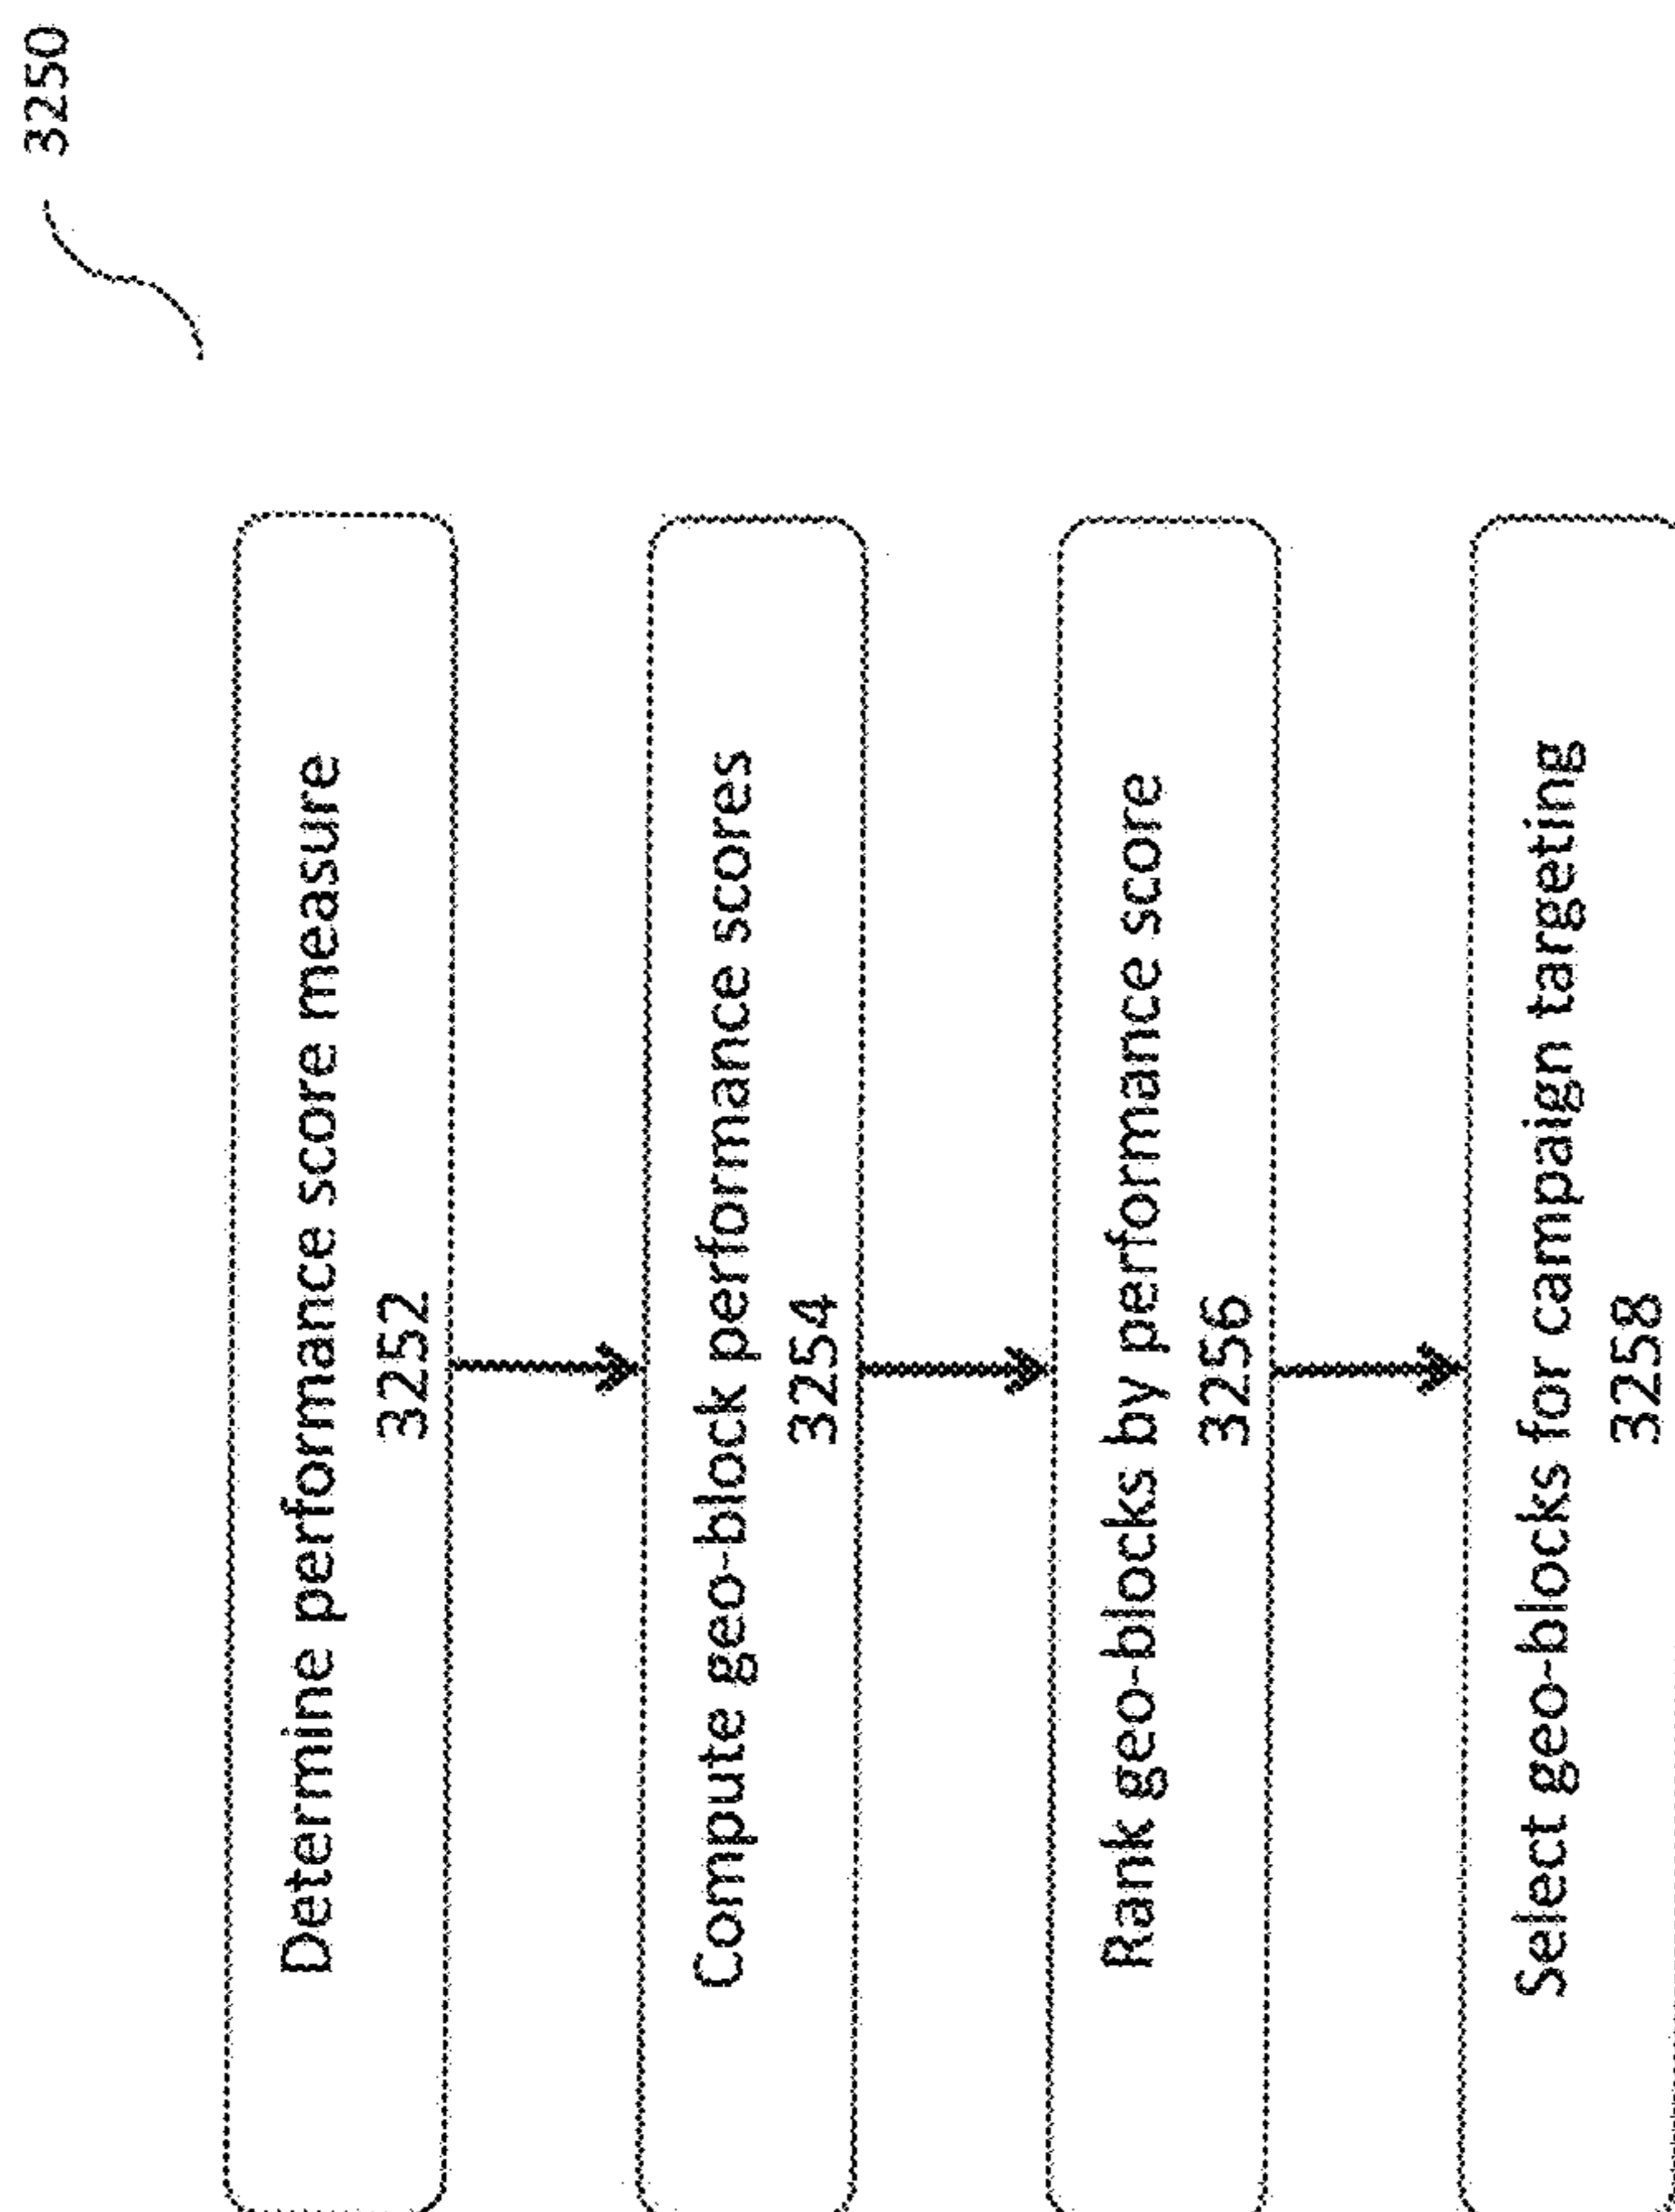 3250
Determine performance score measure
3252
Compute geo-block performance scores
3254
Rank geo-blocks by performance score
3256
Select geo-blocks for campaign targeting
3258